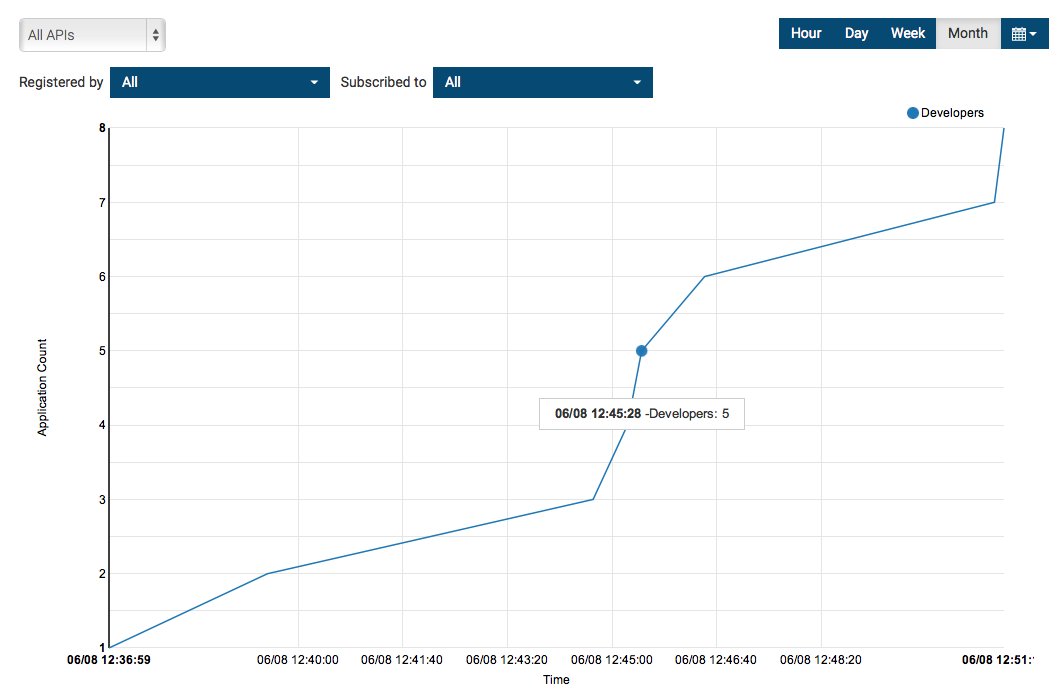 All APIs
Hour Day Week Month
Registered by All Subscribed to All
Developers
8
7
6
5
06/08 12:45:28 -Developers: 5
4
3
2
1
Application Count
06/08 12:36:59 06/08 12:40:00 06/08 12:41:40 06/08 12:43:20 06/08 12:45:00 06/08 12:46:40 06/08 12:48:20 06/08 12:51:
Time